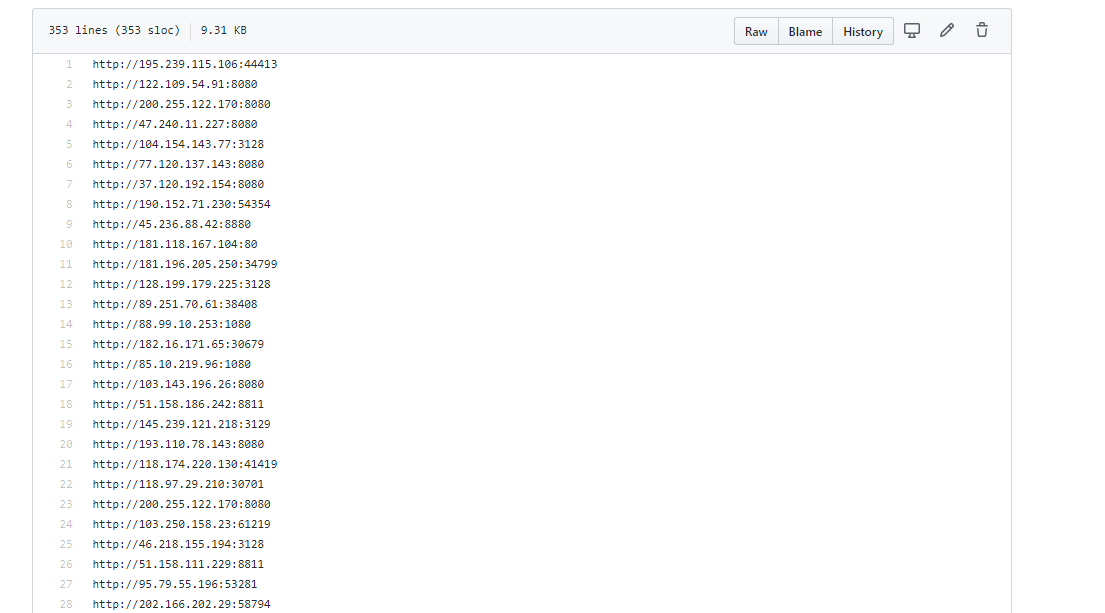 353 lines (353 sloc) 9.31 KB Raw Blame History
1 http://195.239.115.106:44413
2 http://122.109.54.91:8080
3 http://200.255.122.170:8080
4 http://47.240.11.227:8080
5 http://104.154.143.77:3128
6 http://77.120.137.143:8080
7 http://37.120.192.154:8080
8 http://190.152.71.230:54354
9 http://45.236.88.42:8880
10 http://181.118.167.104:80
11 http://181.196.205.250:34799
12 http://128.199.179.225:3128
13 http://89.251.70.61:38408
14 http://88.99.10.253:1080
15 http://182.16.171.65:30679
16 http://85.10.219.96:1080
17 http://103.143.196.26:8080
18 http://51.158.186.242:8811
19 http://145.239.121.218:3129
20 http://193.110.78.143:8080
21 http://118.174.220.130:41419
22 http://118.97.29.210:30701
23 http://200.255.122.170:8080
24 http://103.250.158.23:61219
25 http://46.218.155.194:3128
26 http://51.158.111.229:8811
27 http://95.79.55.196:53281
28 http://202.166.202.29:58794